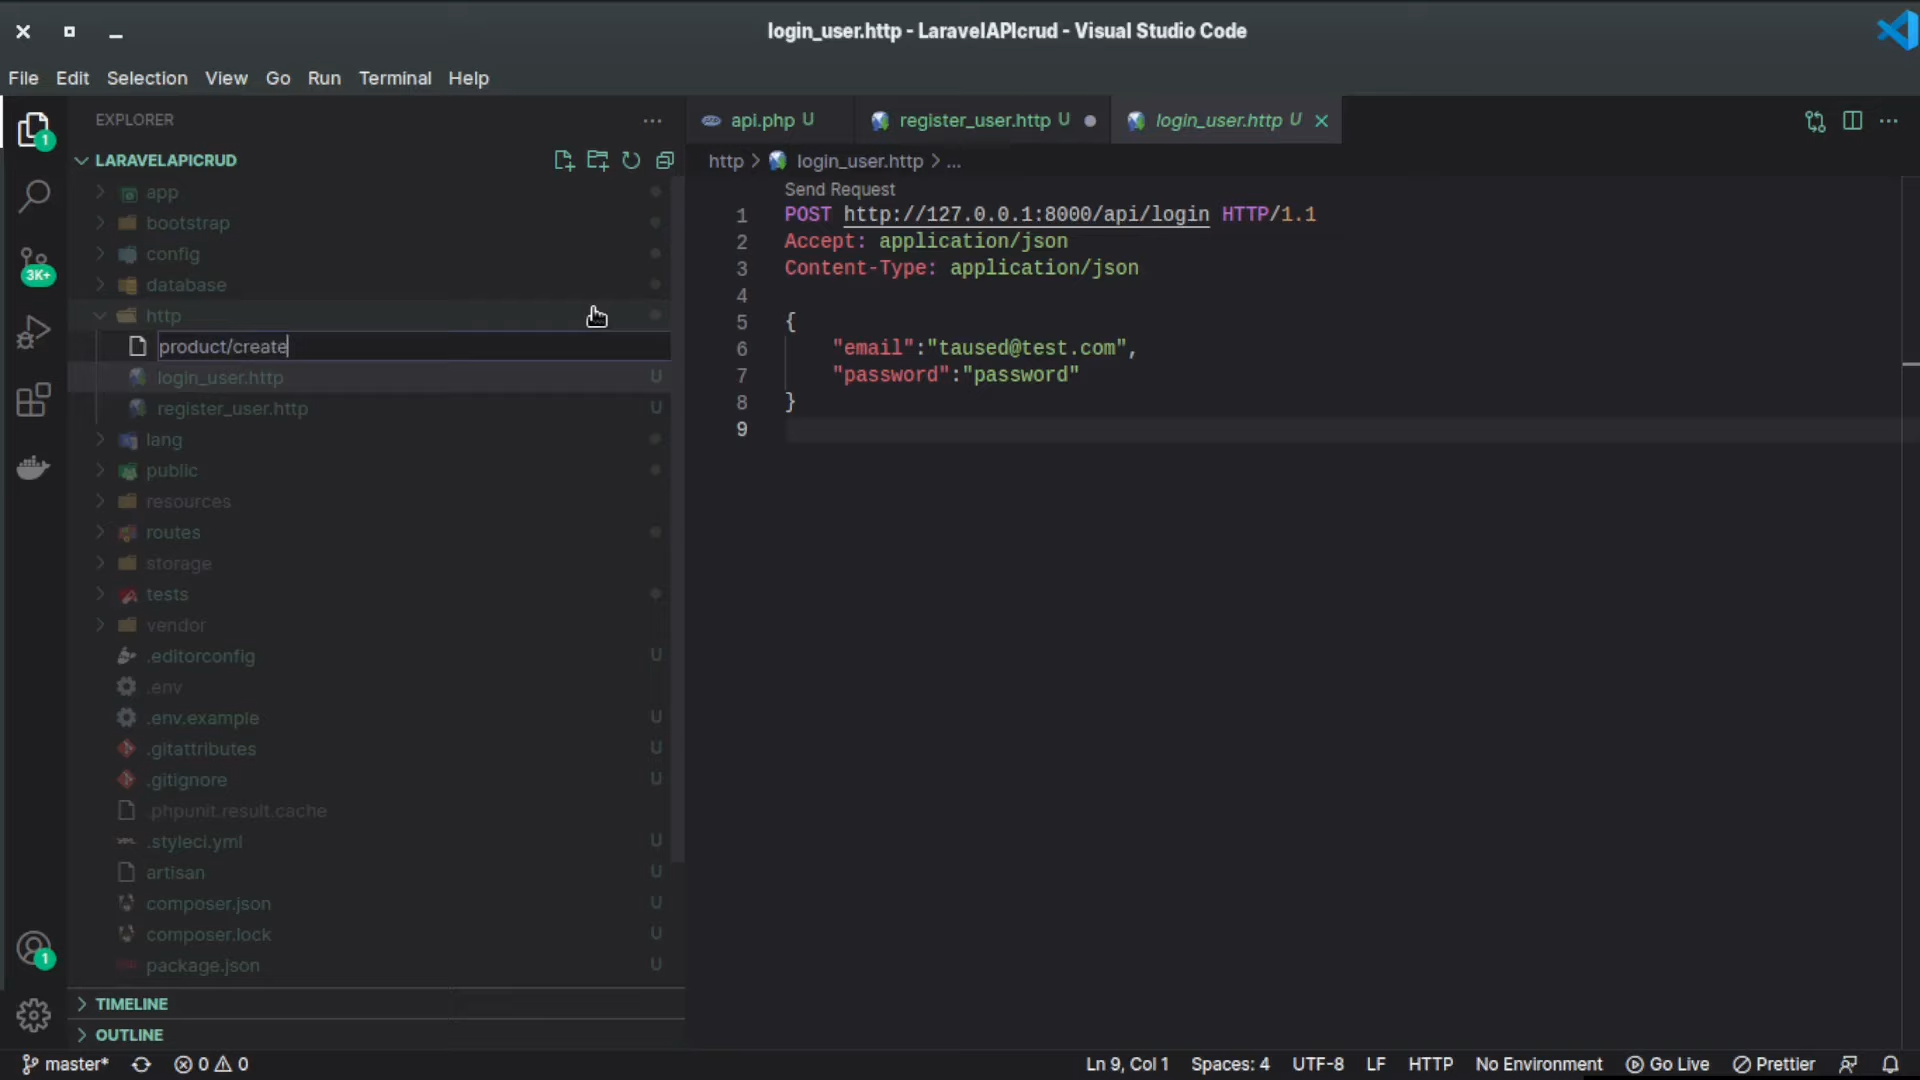 login_user.http - LaravelAPIcrud - Visual Studio Code
File Edit Selection View Go Run Terminal Help
EXPLORER
api.php U
register_user.http U
login_user.http U
1
LARAVELAPICRUD
http > login_user.http > ...
app
bootstrap
config
database
http
product/create
login_user.http U
register_user.http U
lang
public
resources
routes
storage
tests
vendor
.editorconfig U
.env
.env.example U
.gitattributes U
.gitignore U
.phpunit.result.cache
.styleci.yml U
artisan U
composer.json U
composer.lock U
package.json U
TIMELINE
OUTLINE
3K+
1
Send Request
1 POST http://127.0.0.1:8000/api/login HTTP/1.1
2 Accept: application/json
3 Content-Type: application/json
4
5 {
6 "email":"taused@test.com",
7 "password":"password"
8 }
9
master* 0 0 Ln 9, Col 1 Spaces: 4 UTF-8 LF HTTP No Environment Go Live Prettier